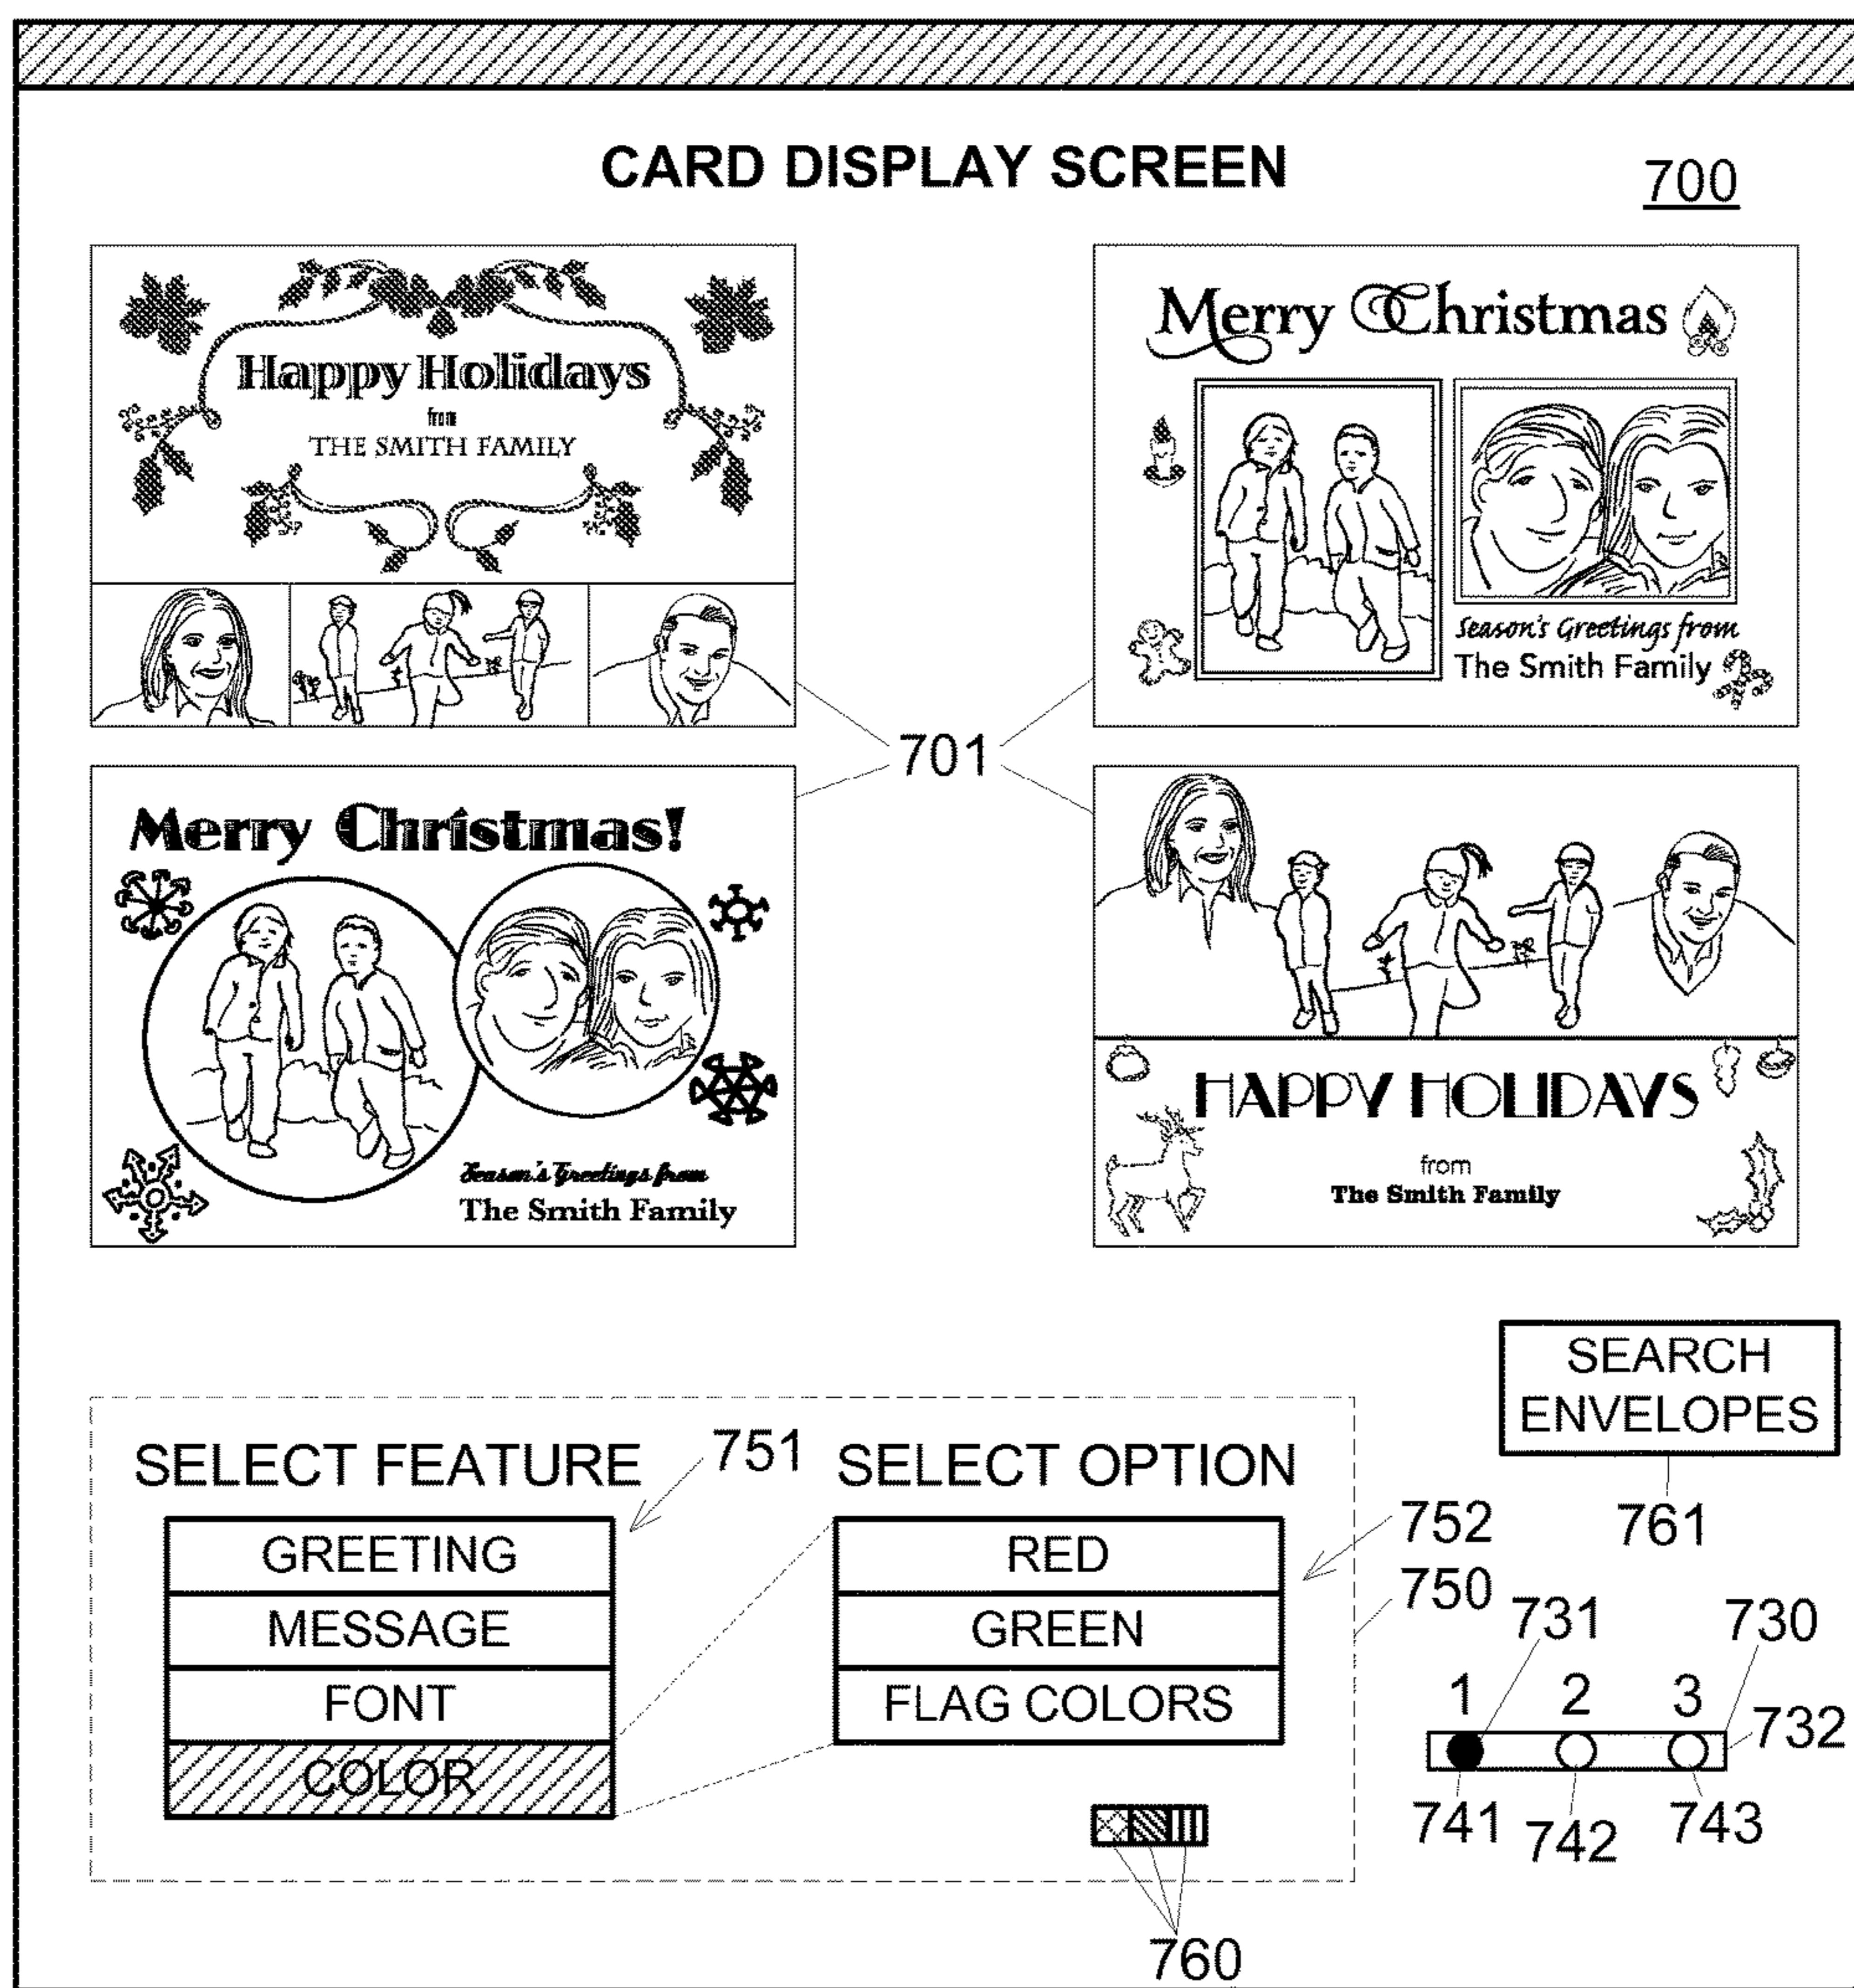 CARD DISPLAY SCREEN
700
Happy Holidays
from
THE SMITH FAMILY
Merry Christmas
Season's Greetings from
The Smith Family
701
Merry Christmas!
Season's Greetings from
The Smith Family
HAPPY HOLIDAYS
from
The Smith Family
SEARCH
ENVELOPES
761
SELECT FEATURE
751
GREETING
MESSAGE
FONT
COLOR
SELECT OPTION
752
RED
GREEN
FLAG COLORS
750
760
731
730
1 2 3
732
741
742
743